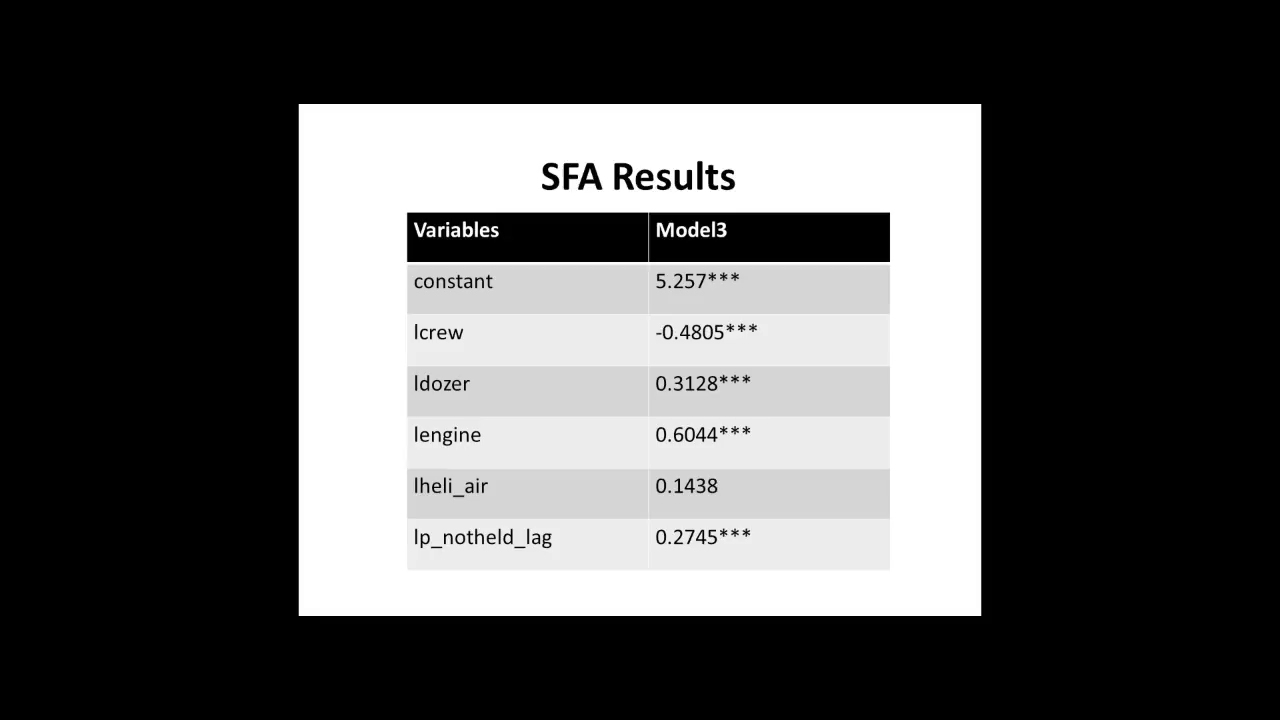 SFA Results
Variables Model3
constant 5.257***
lcrew -0.4805***
ldozer 0.3128***
lengine 0.6044***
lheli_air 0.1438
lp_notheld_lag 0.2745***